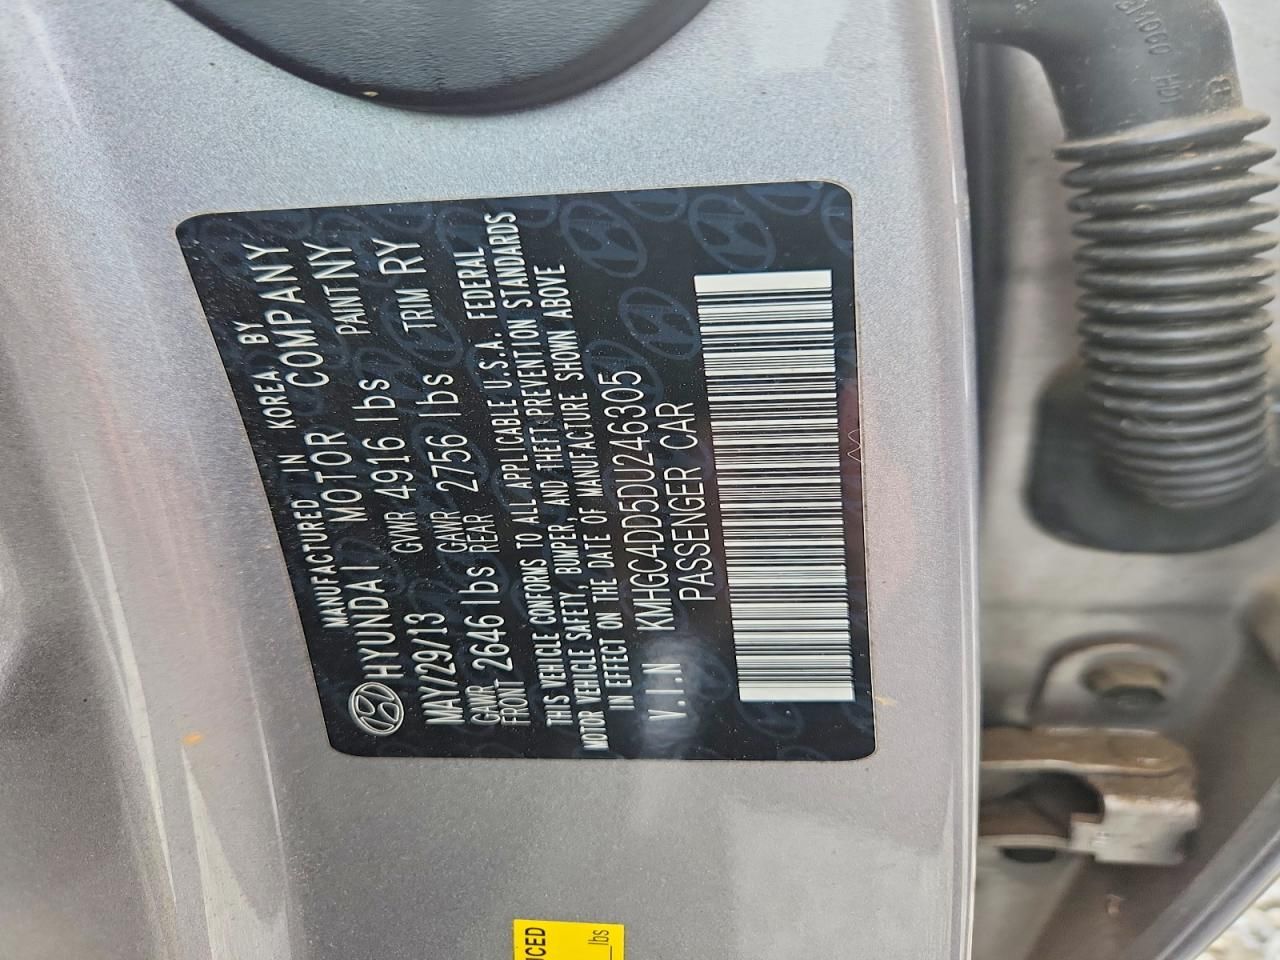 MANUFACTURED IN KOREA BY
HYUNDAI MOTOR COMPANY
MAY/29/13 GVWR 4916 lbs PAINT NY
GAWR FRONT 2646 lbs GAWR REAR 2756 lbs TRIM RY
THIS VEHICLE CONFORMS TO ALL APPLICABLE U.S.A. FEDERAL
MOTOR VEHICLE SAFETY, BUMPER, AND THEFT PREVENTION STANDARDS
IN EFFECT ON THE DATE OF MANUFACTURE SHOWN ABOVE
V.I.N KMHGC4DD5DU246305
PASSENGER CAR
UCED
lbs